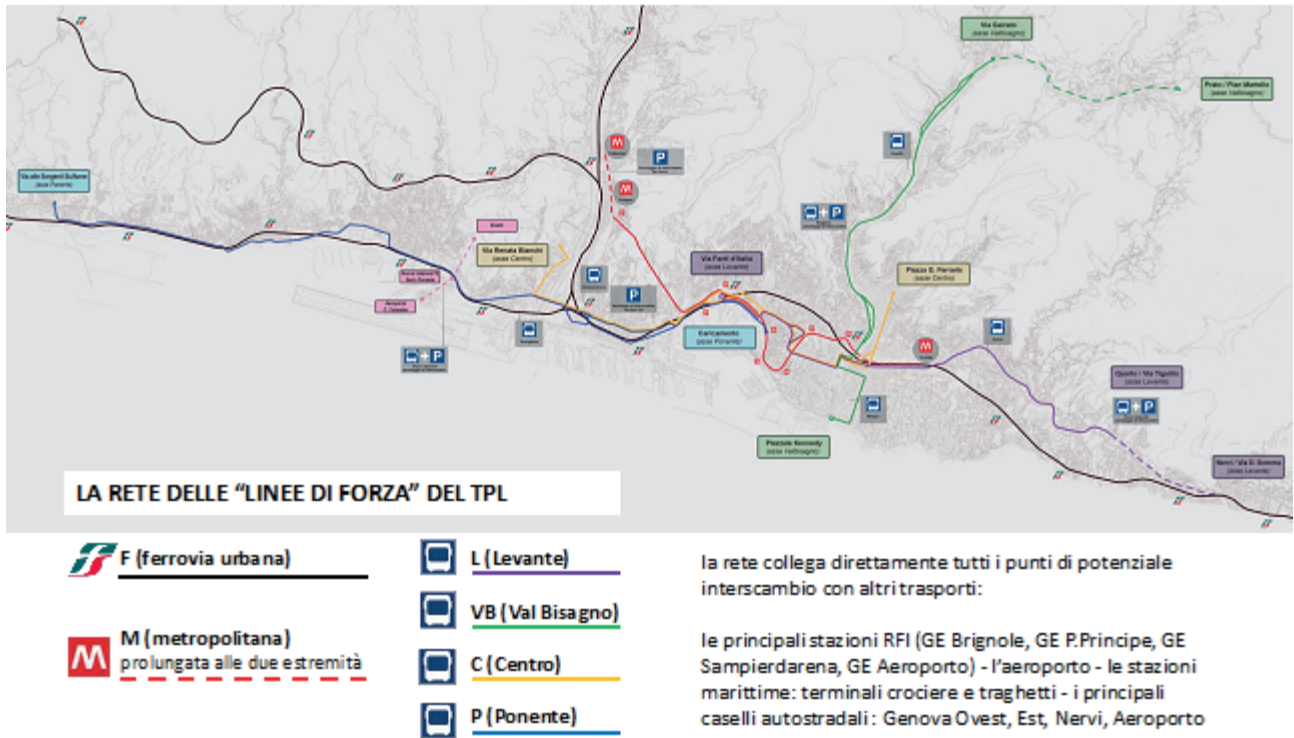 Via Geirato
(asse Valbisagno)
Prato / Pian Martello
(asse Valbisagno)
Via alle Sorgenti Sulfuree
(asse Ponente)
Erzelli
Via Renata Bianchi
(asse Centro)
Via Fanti d'Italia
(asse Levante)
Piazza G. Ferraris
(asse Centro)
Aeroporto
Caricamento
(asse Ponente)
Quarto / Via Tigullio
(asse Levante)
Piazzale Kennedy
(asse Valbisagno)
Nervi / Via D. Somma
(asse Levante)
LA RETE DELLE “LINEE DI FORZA” DEL TPL
F (ferrovia urbana)
M (metropolitana)
prolungata alle due estremità
L (Levante)
VB (Val Bisagno)
C (Centro)
P (Ponente)
la rete collega direttamente tutti i punti di potenziale
interscambio con altri trasporti:
le principali stazioni RFI (GE Brignole, GE P.Principe, GE
Sampierdarena, GE Aeroporto) - l’aeroporto - le stazioni
marittime: terminali crociere e traghetti - i principali
caselli autostradali : Genova Ovest, Est, Nervi, Aeroporto